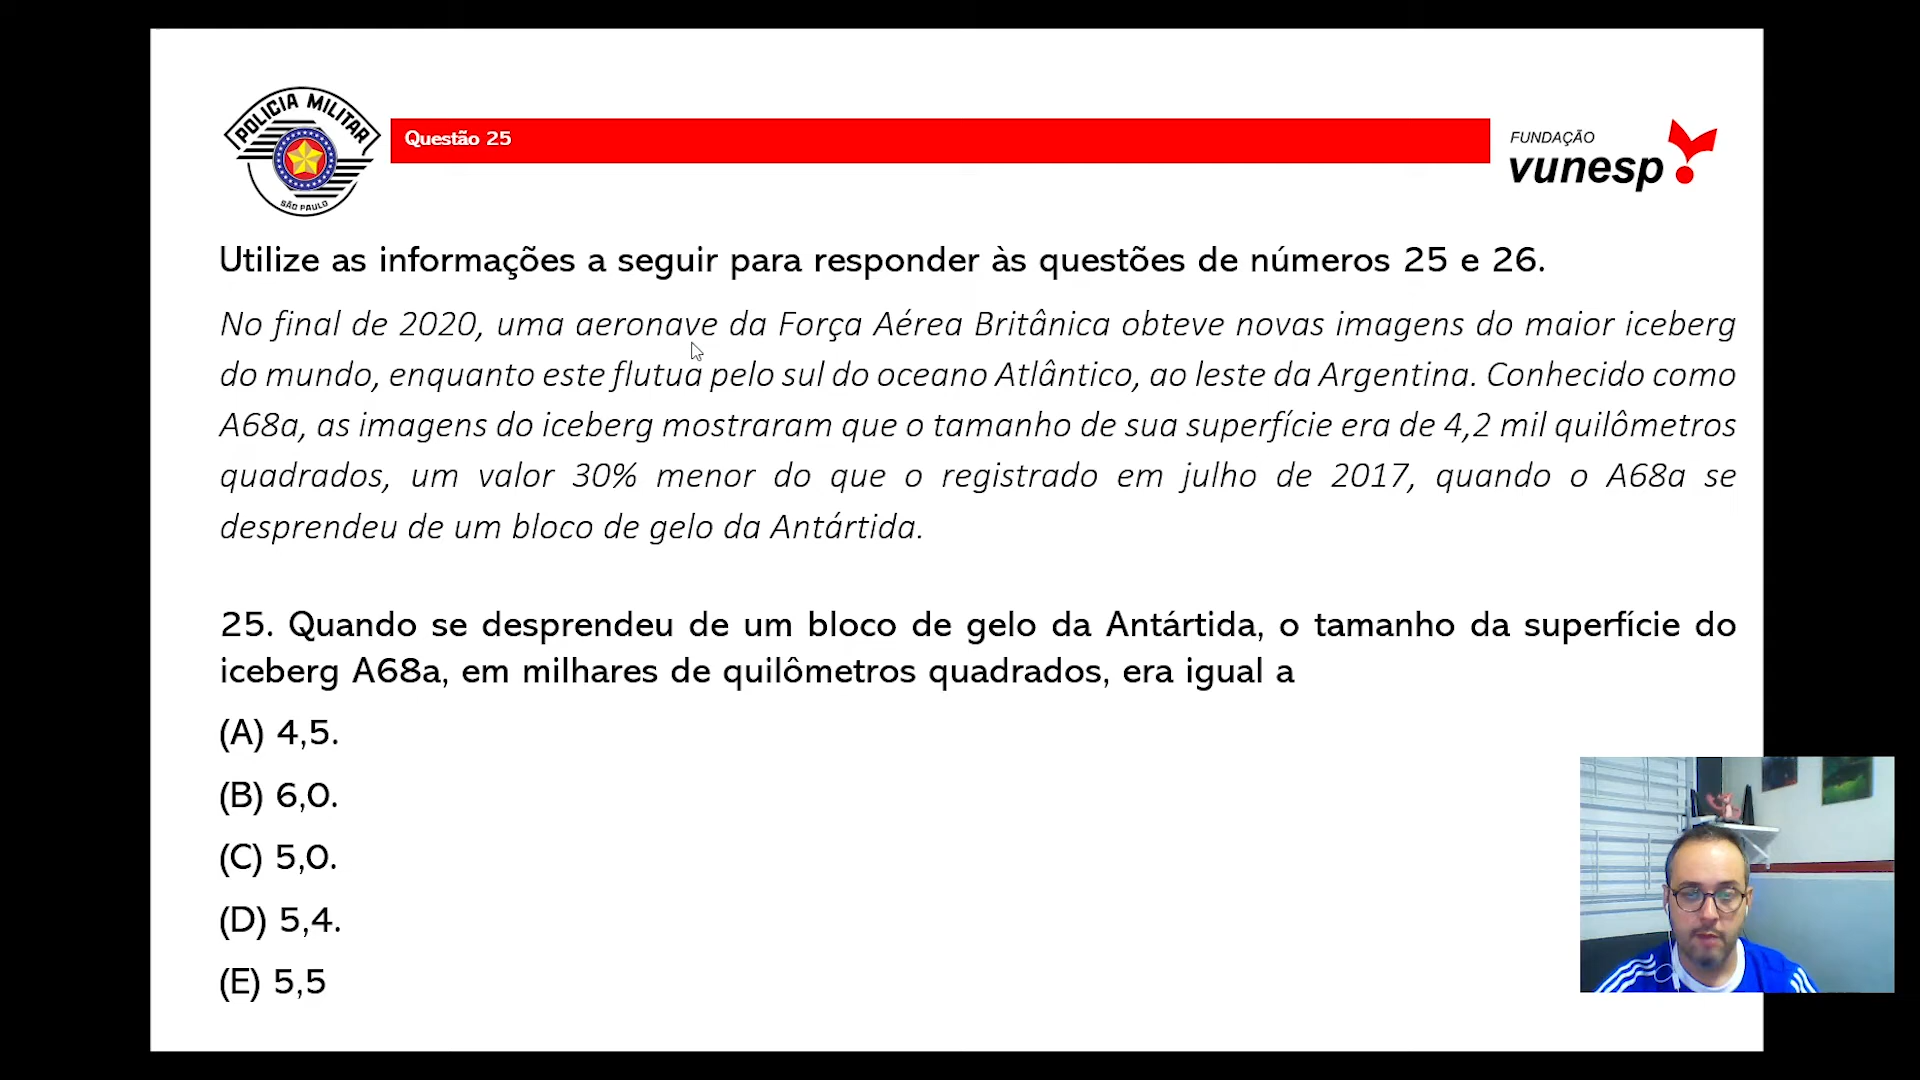 POLICIA MILITAR
SÃO PAULO
Questão 25
FUNDAÇÃO
vunesp
Utilize as informações a seguir para responder às questões de números 25 e 26.
No final de 2020, uma aeronave da Força Aérea Britânica obteve novas imagens do maior iceberg
do mundo, enquanto este flutua pelo sul do oceano Atlântico, ao leste da Argentina. Conhecido como
A68a, as imagens do iceberg mostraram que o tamanho de sua superfície era de 4,2 mil quilômetros
quadrados, um valor 30% menor do que o registrado em julho de 2017, quando o A68a se
desprendeu de um bloco de gelo da Antártida.
25. Quando se desprendeu de um bloco de gelo da Antártida, o tamanho da superfície do
iceberg A68a, em milhares de quilômetros quadrados, era igual a
(A) 4,5.
(B) 6,0.
(C) 5,0.
(D) 5,4.
(E) 5,5